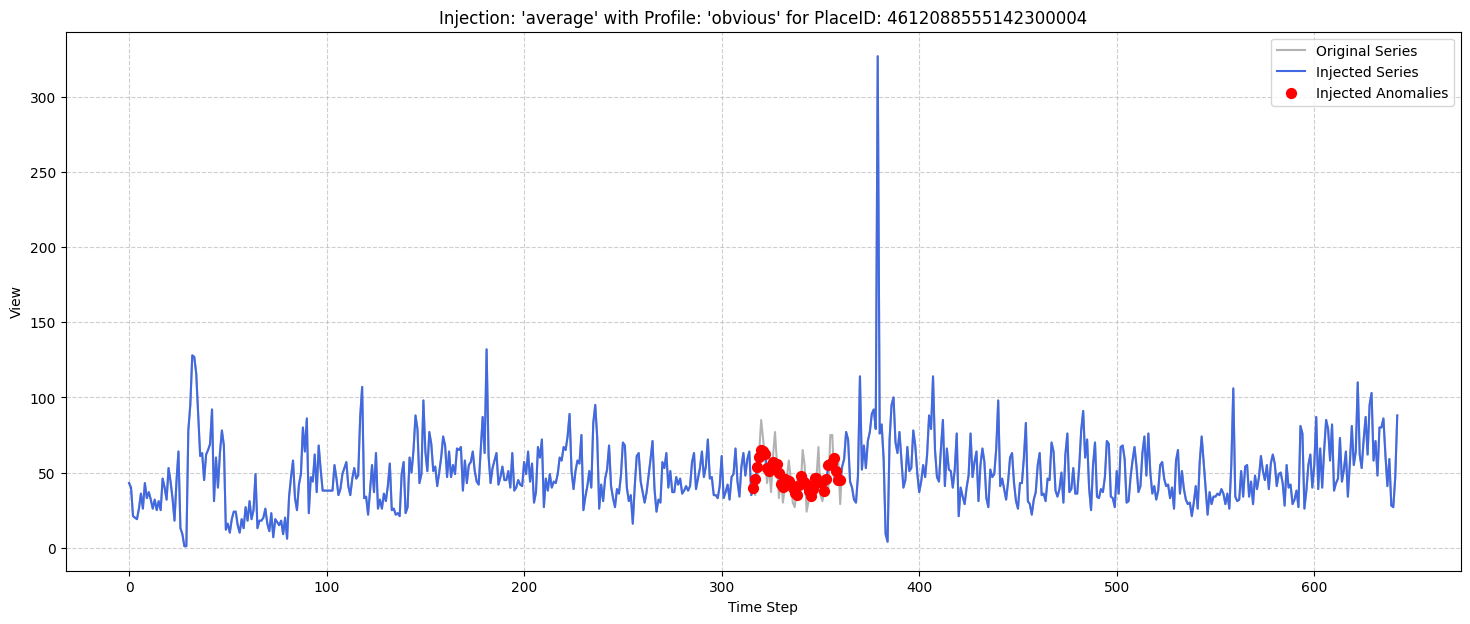 Injection: 'average' with Profile: 'obvious' for PlaceID: 4612088555142300004
Original Series
Injected Series
Injected Anomalies
View
300
250
200
150
100
50
0
0 100 200 300 400 500 600
Time Step